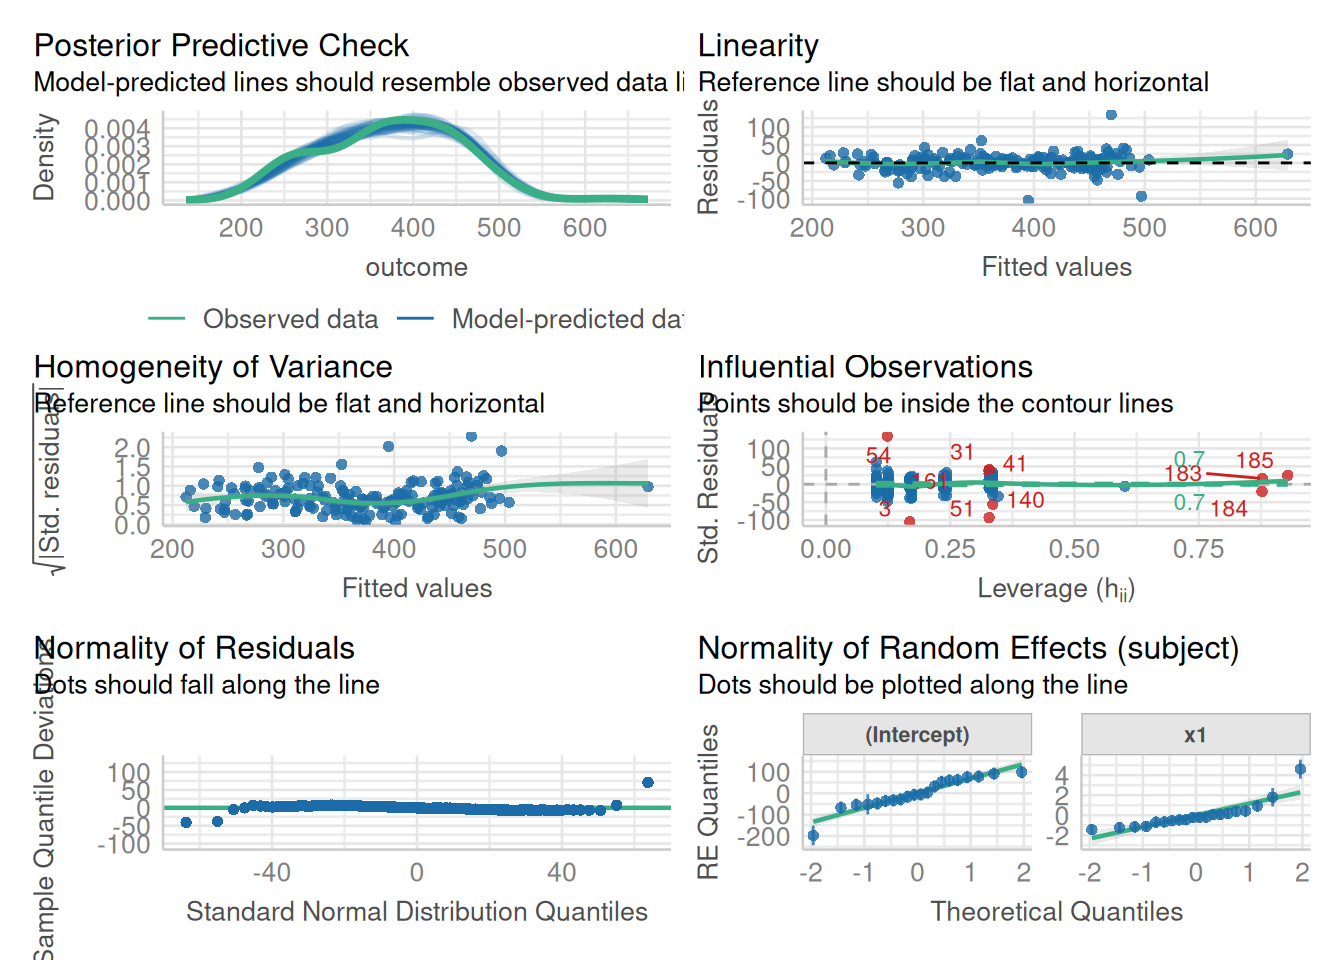 Posterior Predictive Check
Model-predicted lines should resemble observed data li
Density
0.004
0.003
0.002
0.001
0.000
200 300 400 500 600
outcome
Observed data Model-predicted dat
Linearity
Reference line should be flat and horizontal
Residuals
100
50
0
-50
-100
200 300 400 500 600
Fitted values
Homogeneity of Variance
Reference line should be flat and horizontal
√|Std. residuals|
2.0
1.5
1.0
0.5
0.0
200 300 400 500 600
Fitted values
Influential Observations
Points should be inside the contour lines
Std. Residuals
100
50
0
-50
-100
54
31
41
0.7
183
185
161
3
51
140
0.7
184
0.00 0.25 0.50 0.75
Leverage (hii)
Normality of Residuals
Dots should fall along the line
Sample Quantile Deviations
100
50
0
-50
-100
-40 0 40
Standard Normal Distribution Quantiles
Normality of Random Effects (subject)
Dots should be plotted along the line
RE Quantiles
(Intercept)
100
0
-100
-200
-2 -1 0 1 2
x1
4
2
0
-2
-2 -1 0 1 2
Theoretical Quantiles